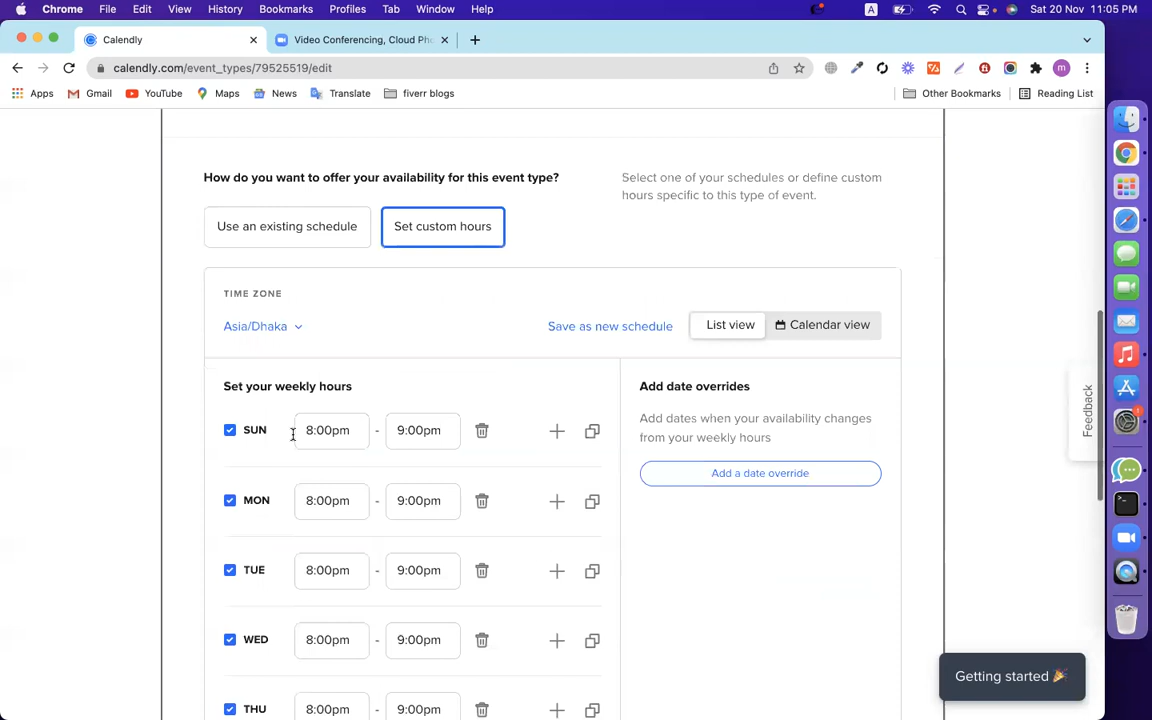 Chrome File Edit View History Bookmarks Profiles Tab Window Help A Sat 20 Nov 11:05 PM
Calendly Video Conferencing, Cloud Pho
calendly.com/event_types/79525519/edit m
Apps Gmail YouTube Maps News Translate fiverr blogs Other Bookmarks Reading List
How do you want to offer your availability for this event type?
Select one of your schedules or define custom
hours specific to this type of event.
Use an existing schedule Set custom hours
TIME ZONE
Asia/Dhaka Save as new schedule List view Calendar view
Set your weekly hours
SUN 8:00pm - 9:00pm
MON 8:00pm - 9:00pm
TUE 8:00pm - 9:00pm
WED 8:00pm - 9:00pm
THU 8:00pm - 9:00pm
Add date overrides
Add dates when your availability changes
from your weekly hours
Add a date override
Feedback
Getting started 🎉